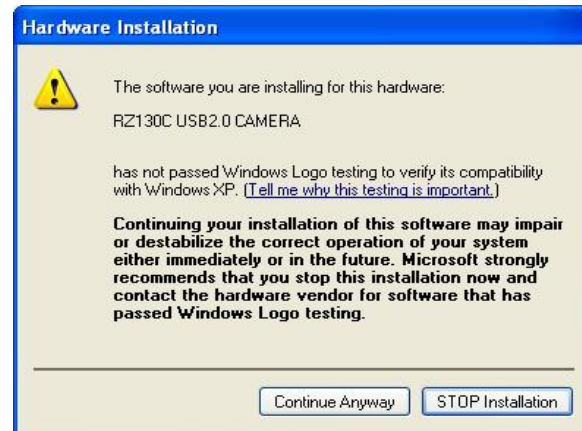 Hardware Installation
The software you are installing for this hardware:
RZ130C USB2.0 CAMERA
has not passed Windows Logo testing to verify its compatibility
with Windows XP. (Tell me why this testing is important.)
Continuing your installation of this software may impair
or destabilize the correct operation of your system
either immediately or in the future. Microsoft strongly
recommends that you stop this installation now and
contact the hardware vendor for software that has
passed Windows Logo testing.
Continue Anyway
STOP Installation